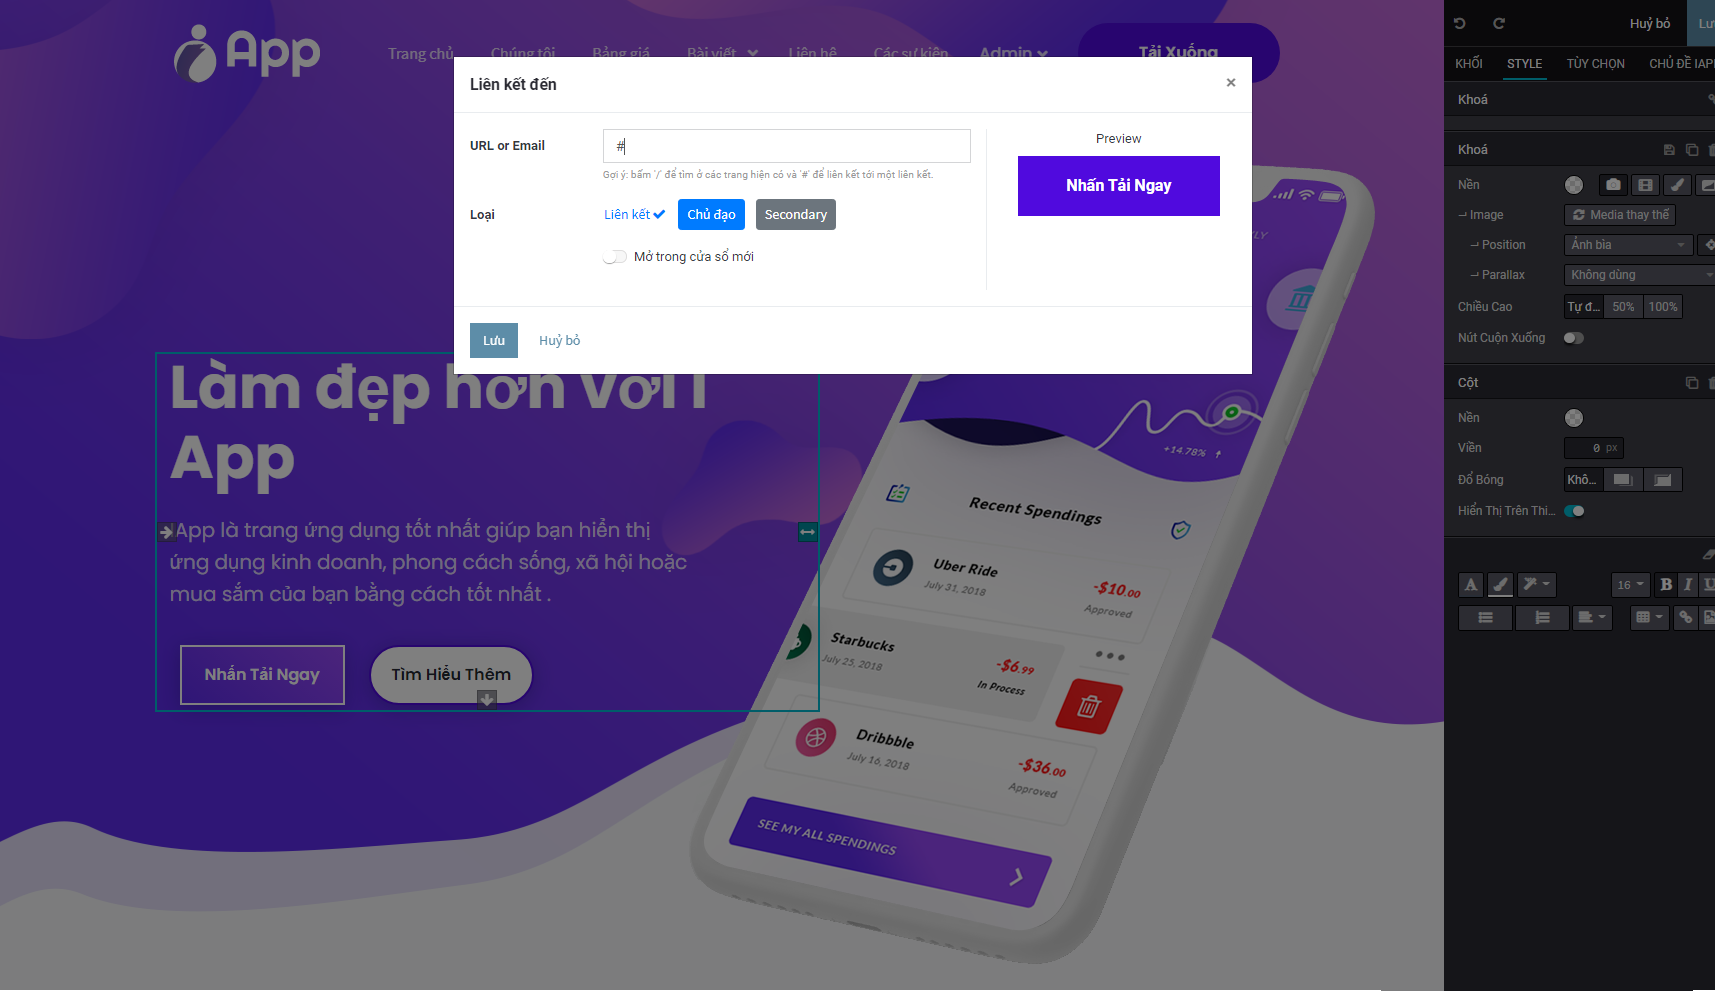 App
Trang chủ
Chúng tôi
Bảng giá
Bài viết
Liên hệ
Các sự kiện
Admin
Tải Xuống
Huỷ bỏ
KHỐI
STYLE
TÙY CHỌN
CHỦ ĐỀ
Liên kết đến
×
URL or Email
#
Gợi ý: bấm '/' để tìm ở các trang hiện có và '#' để liên kết tới một liên kết.
Loại
Liên kết
Chủ đạo
Secondary
Mở trong cửa sổ mới
Preview
Nhấn Tải Ngay
Lưu
Huỷ bỏ
Làm đẹp hơn Với I
App
iApp là trang ứng dụng tốt nhất giúp bạn hiển thị
ứng dụng kinh doanh, phong cách sống, xã hội hoặc
mua sắm của bạn bằng cách tốt nhất .
Nhấn Tải Ngay
Tìm Hiểu Thêm
+14.78%
Recent Spendings
Uber Ride
July 31, 2018
-$10.00
Approved
Starbucks
July 25, 2018
-$6.99
In Process
Dribbble
July 16, 2018
-$36.00
Approved
SEE MY ALL SPENDINGS
Khoá
Khoá
Nền
Image
Media thay thế
Position
Ảnh bìa
Parallax
Không dùng
Chiều Cao
Tự đ...
50%
100%
Nút Cuộn Xuống
Cột
Nền
Viền
0 px
Đổ Bóng
Khô...
Hiển Thị Trên Thi...
A
16
B
I
U